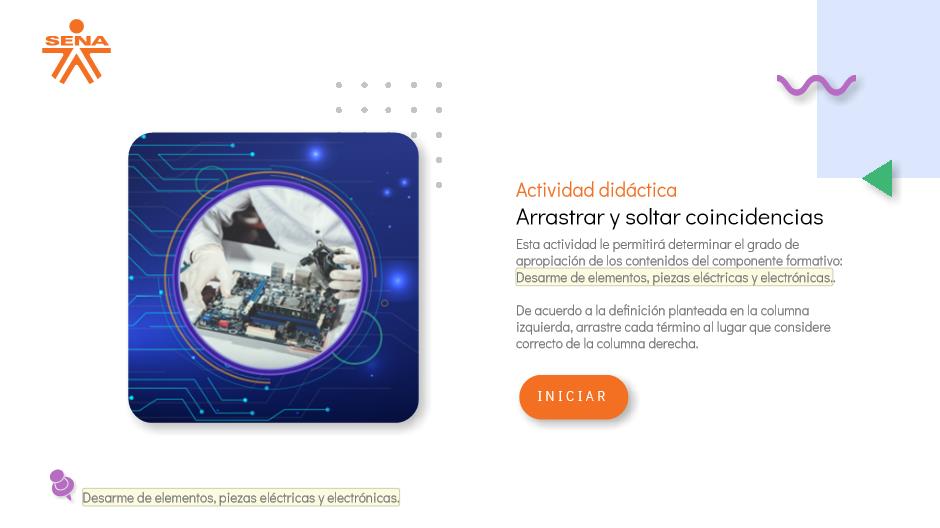 SENA
Actividad didáctica
Arrastrar y soltar coincidencias
Esta actividad le permitirá determinar el grado de
apropiación de los contenidos del componente formativo:
Desarme de elementos, piezas eléctricas y electrónicas..
De acuerdo a la definición planteada en la columna
izquierda, arrastre cada término al lugar que considere
correcto de la columna derecha.
INICIAR
Desarme de elementos, piezas eléctricas y electrónicas.